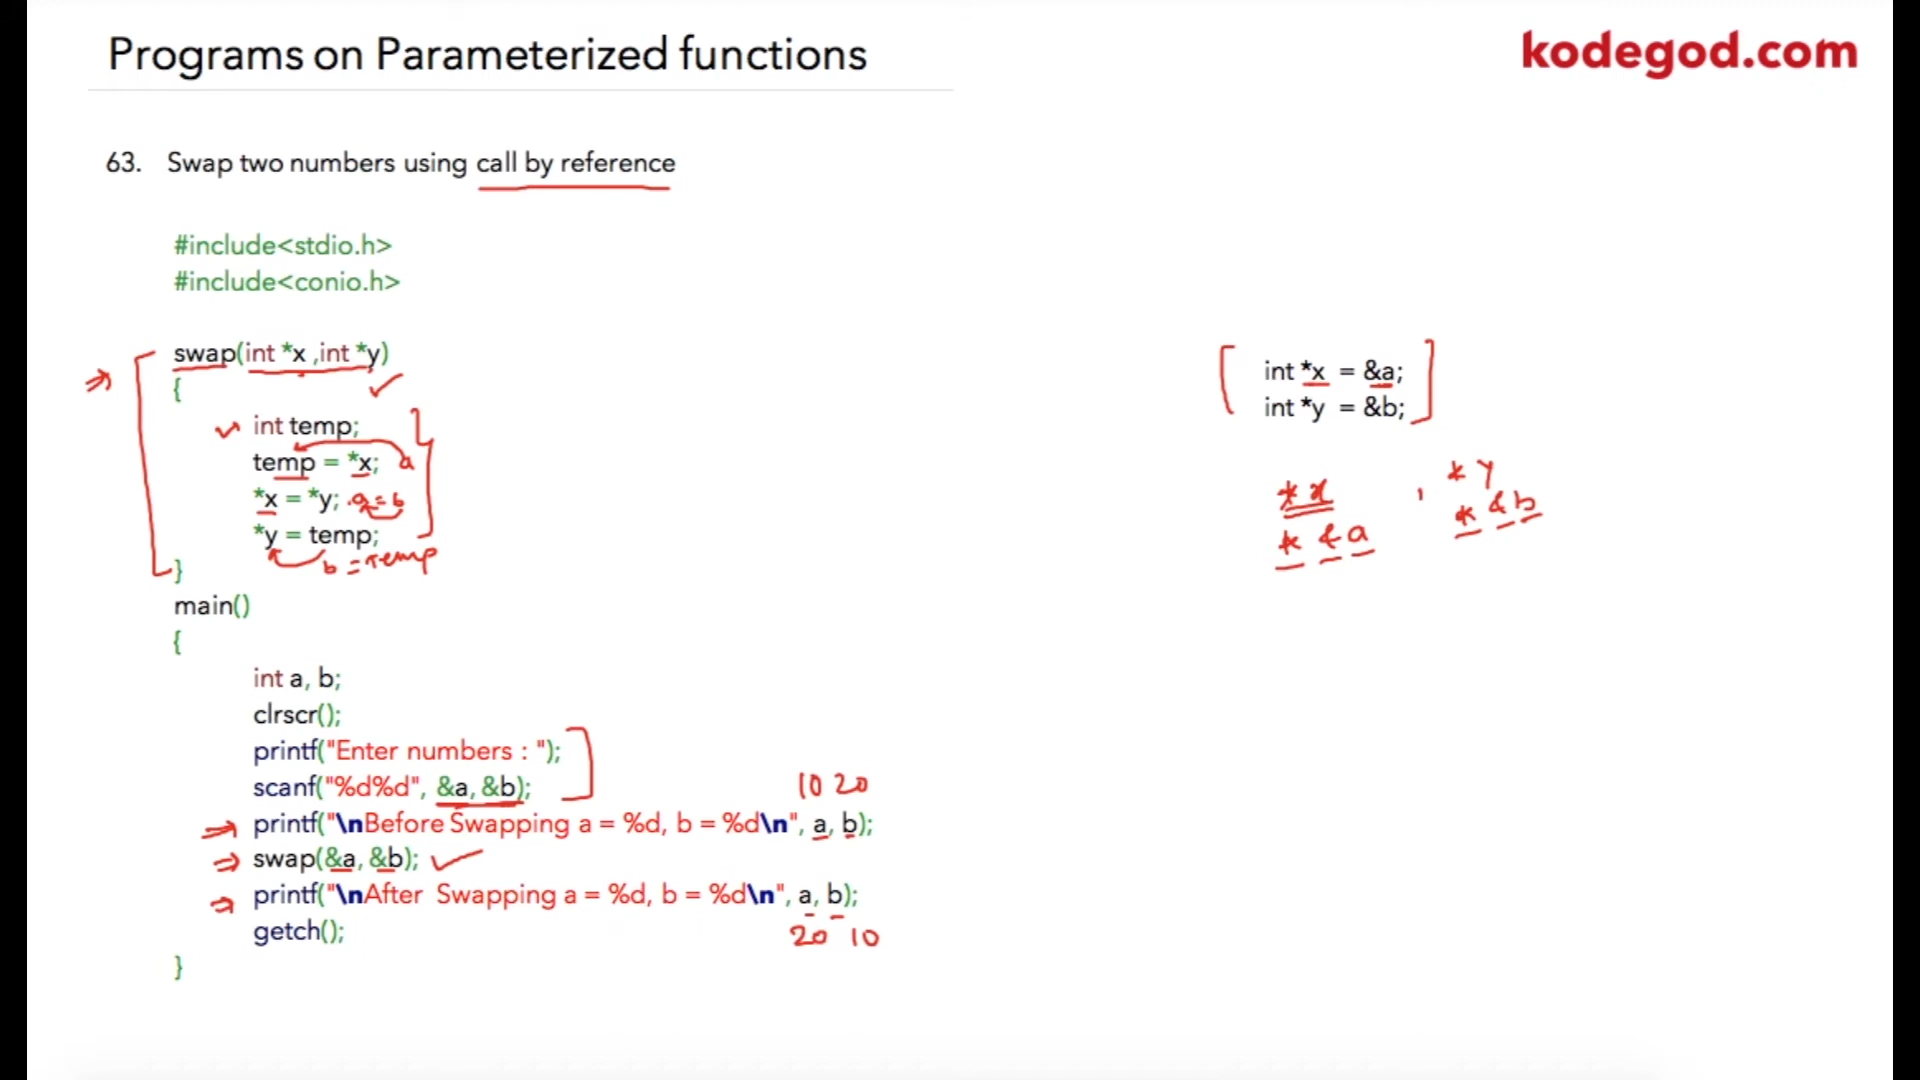 Programs on Parameterized functions
kodegod.com
63. Swap two numbers using call by reference
#include<stdio.h>
#include<conio.h>
swap(int *x ,int *y)
{
int temp;
temp = *x; a
*x = *y; a=b
*y = temp;
b = temp
}
main()
{
int a, b;
clrscr();
printf("Enter numbers : ");
scanf("%d%d", &a, &b);
10 20
printf("\nBefore Swapping a = %d, b = %d\n", a, b);
swap(&a, &b);
printf("\nAfter  Swapping a = %d, b = %d\n", a, b);
getch();
20 10
}
int *x = &a;
int *y = &b;
*x , *y
*&a *&b